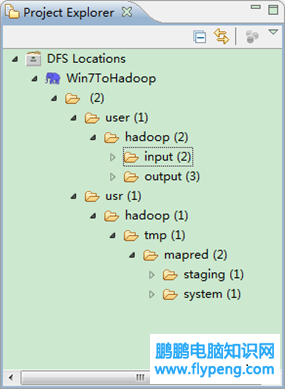 Project Explorer
DFS Locations
Win7ToHadoop
(2)
user (1)
hadoop (2)
input (2)
output (3)
usr (1)
hadoop (1)
tmp (1)
mapred (2)
staging (1)
system (1)
鹏鹏电脑知识网
www.flypeng.com